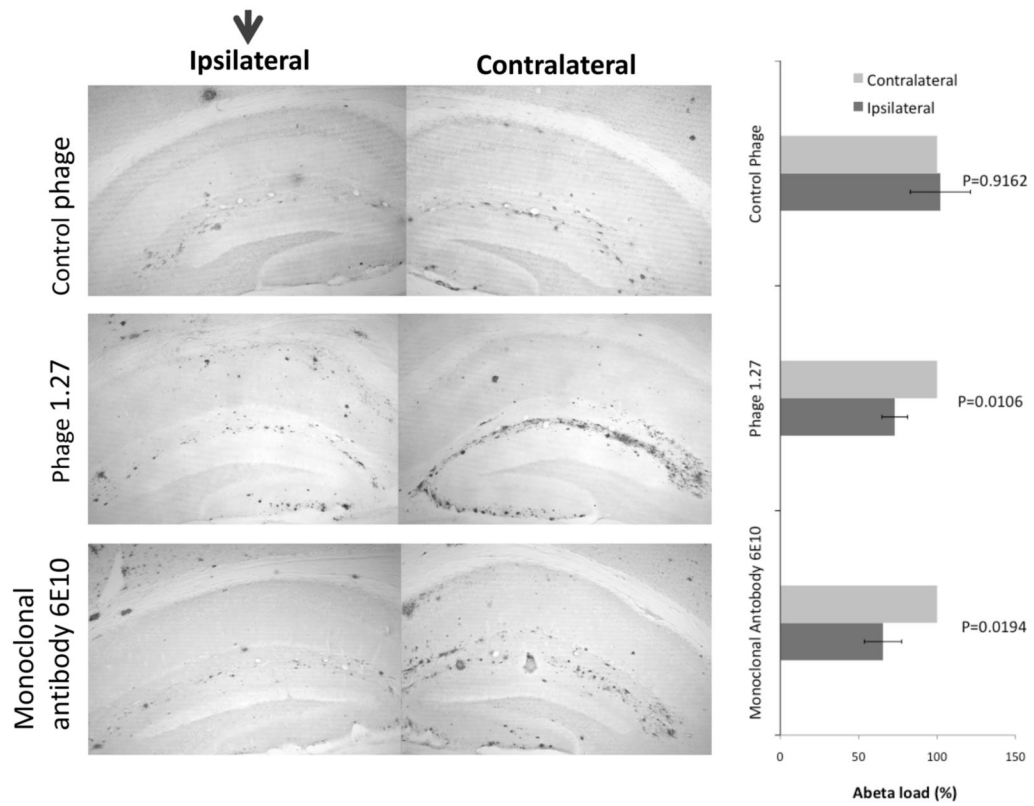 Ipsilateral
Contralateral
Control phage
Phage 1.27
Monoclonal
antibody 6E10
Contralateral
Ipsilateral
Control Phage
P=0.9162
Phage 1.27
P=0.0106
Monoclonal Antobody 6E10
P=0.0194
0 50 100 150
Abeta load (%)